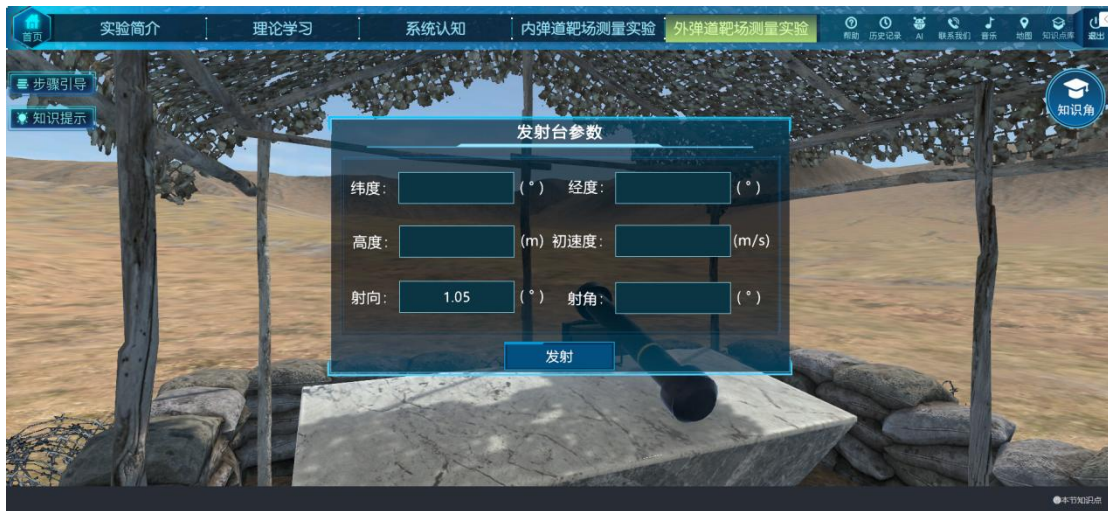 首页 实验简介 理论学习 系统认知 内弹道靶场测量实验 外弹道靶场测量实验 帮助 历史记录 AI 联系我们 音乐 地图 知识点库 退出
步骤引导
知识提示
知识角
发射台参数
纬度: (°) 经度: (°)
高度: (m) 初速度: (m/s)
射向: 1.05 (°) 射角: (°)
发射
本节知识点